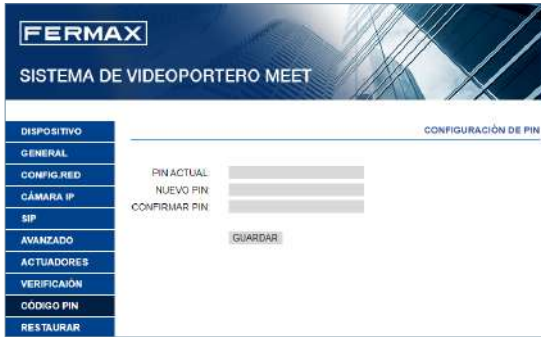 FERMAX
SISTEMA DE VIDEOPORTERO MEET
DISPOSITIVO
CONFIGURACIÒN DE PIN
GENERAL
CONFIG.RED
CÁMARA IP
SIP
AVANZADO
ACTUADORES
VERIFICAIÓN
CÓDIGO PIN
RESTAURAR
PIN ACTUAL:
NUEVO PIN:
CONFIRMAR PIN:
GUARDAR